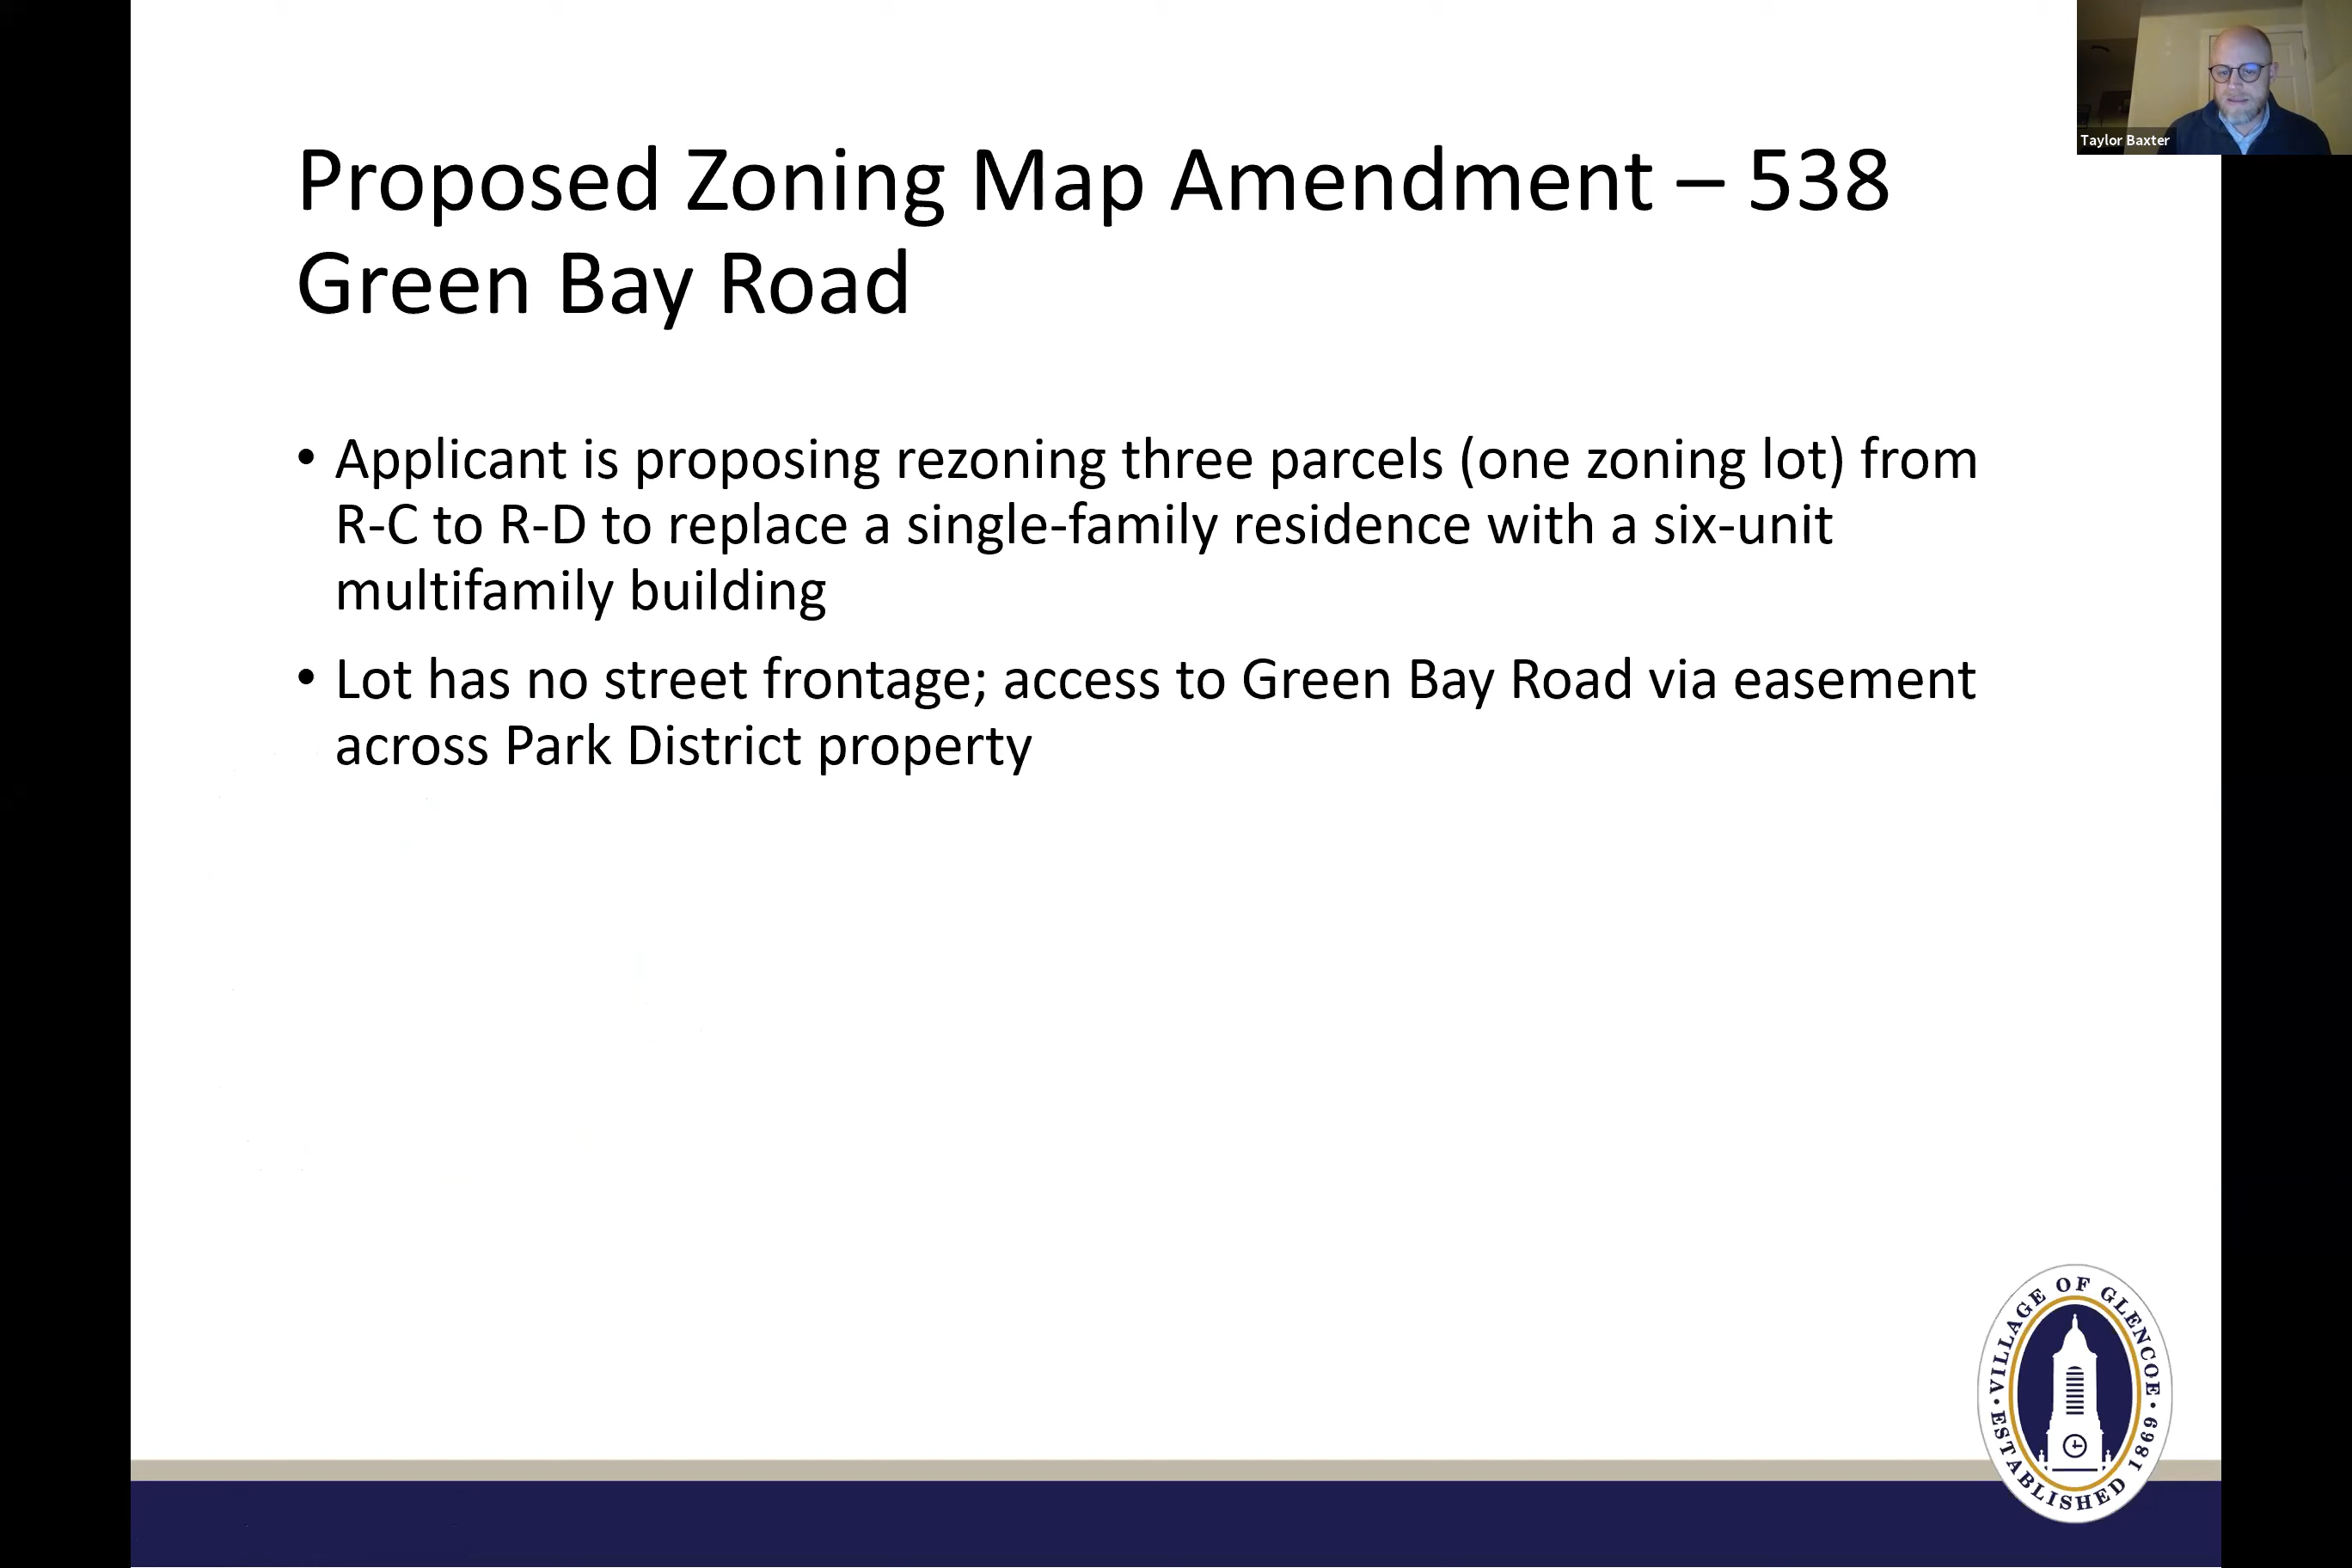 Taylor Baxter
Proposed Zoning Map Amendment – 538
Green Bay Road
• Applicant is proposing rezoning three parcels (one zoning lot) from
R-C to R-D to replace a single-family residence with a six-unit
multifamily building
• Lot has no street frontage; access to Green Bay Road via easement
across Park District property
VILLAGE OF GLENCOE
• ESTABLISHED 1869 •